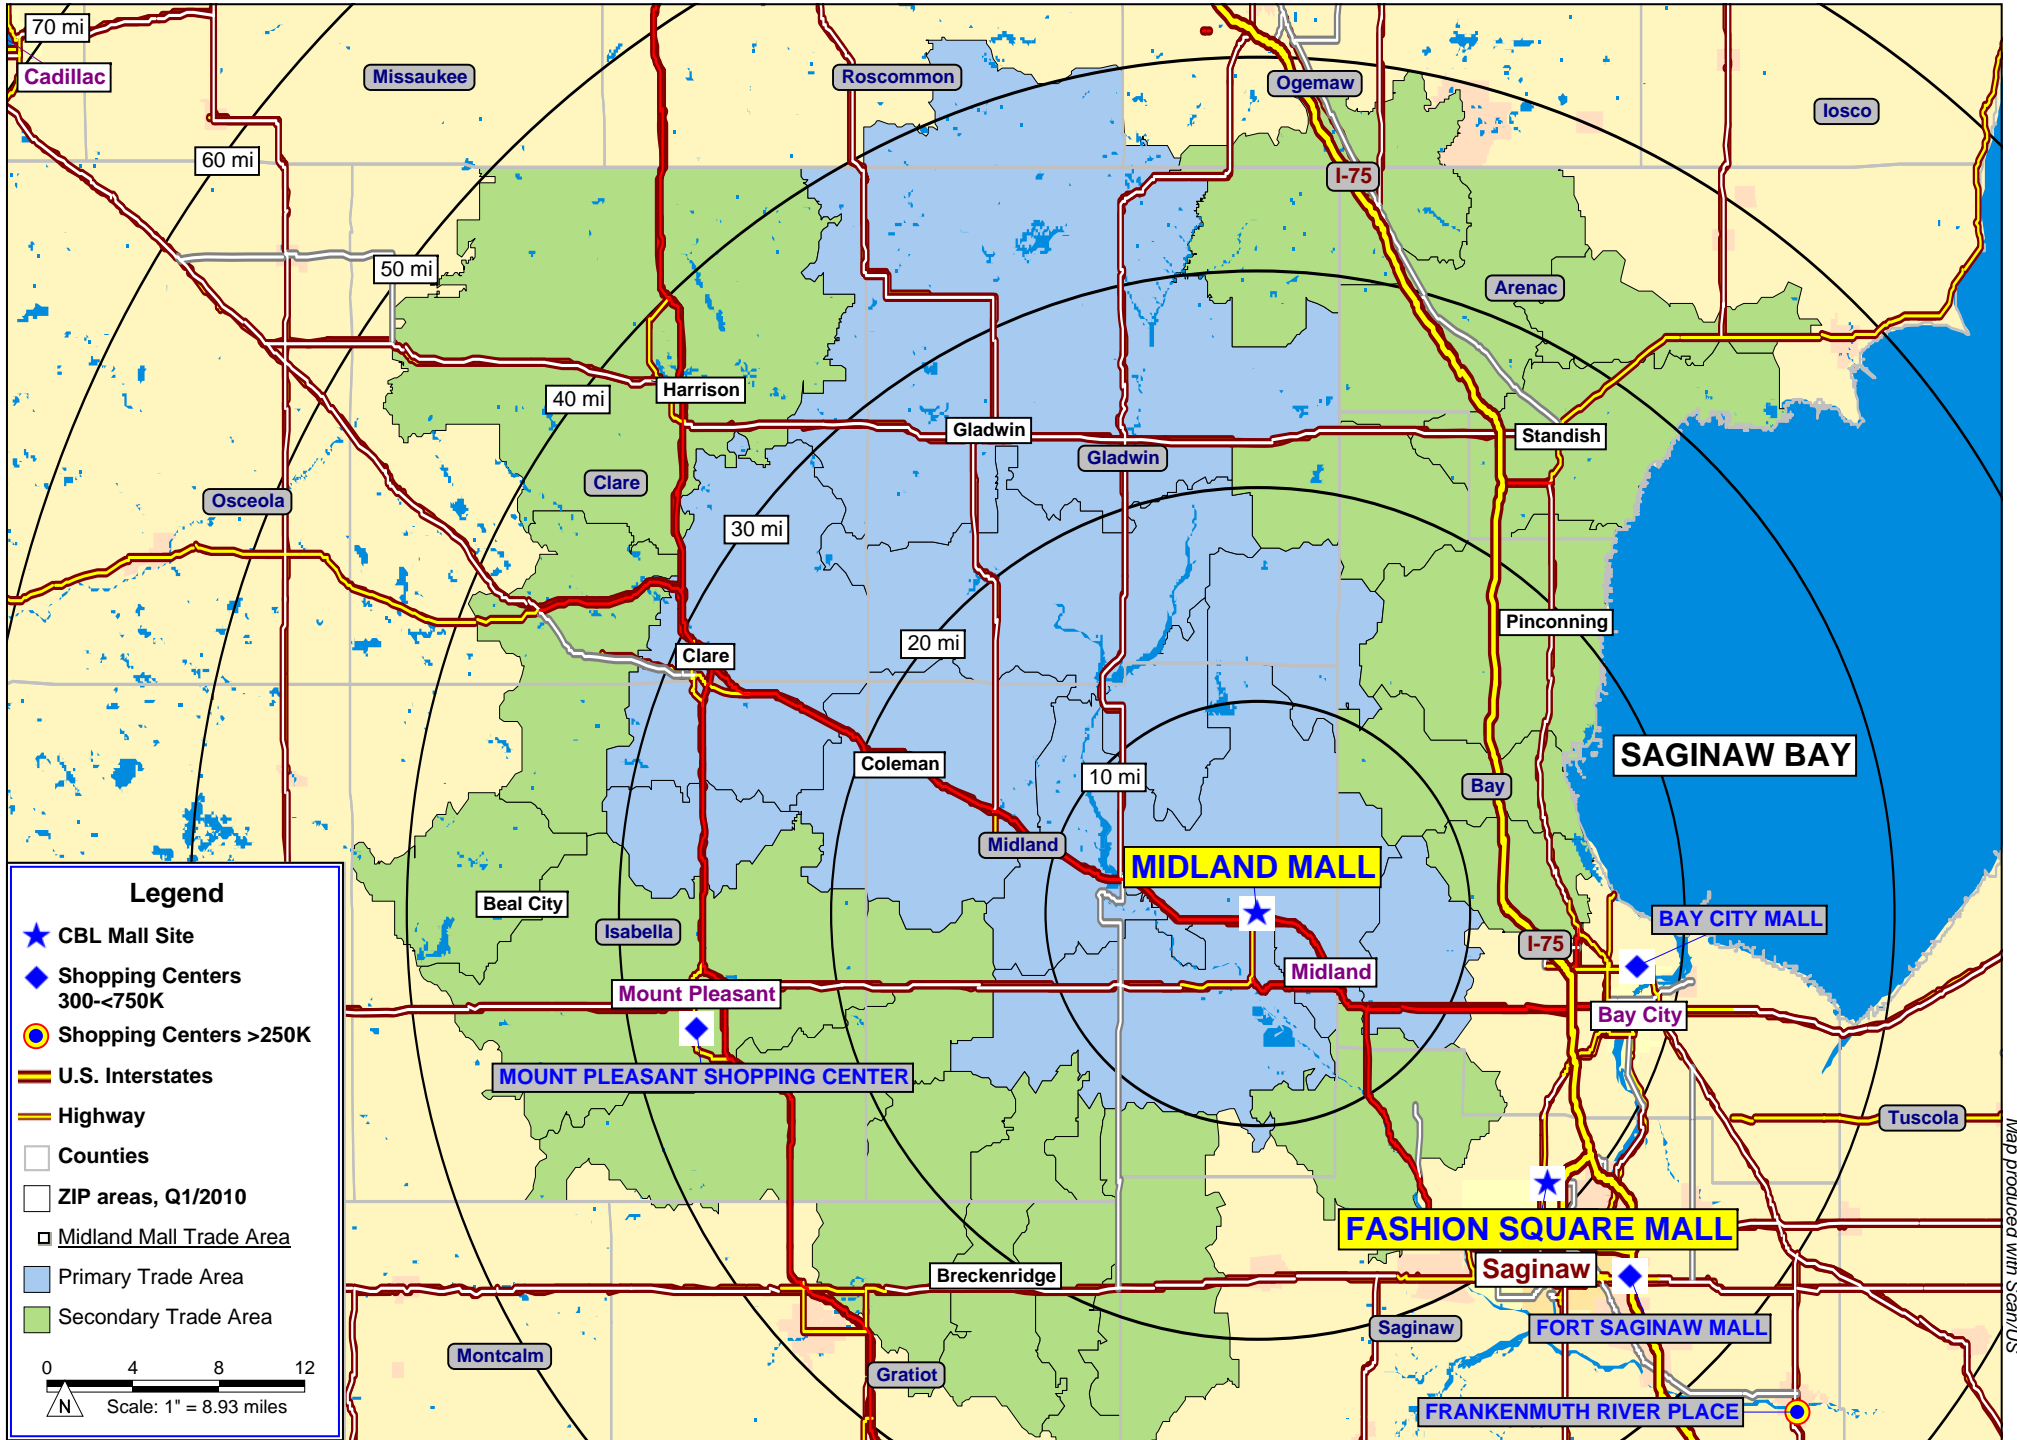 70 mi
Cadillac
Missaukee
Roscommon
Ogemaw
Iosco
60 mi
I-75
50 mi
Arenac
Harrison
40 mi
Gladwin
Standish
Gladwin
Clare
Osceola
30 mi
Pinconning
20 mi
Clare
SAGINAW BAY
Coleman
10 mi
Bay
Midland
MIDLAND MALL
Beal City
BAY CITY MALL
Isabella
I-75
Midland
Mount Pleasant
Bay City
MOUNT PLEASANT SHOPPING CENTER
Tuscola
FASHION SQUARE MALL
Saginaw
Breckenridge
Saginaw
FORT SAGINAW MALL
Montcalm
Gratiot
FRANKENMUTH RIVER PLACE
Legend
CBL Mall Site
Shopping Centers
300-<750K
Shopping Centers >250K
U.S. Interstates
Highway
Counties
ZIP areas, Q1/2010
Midland Mall Trade Area
Primary Trade Area
Secondary Trade Area
0 4 8 12
N
Scale: 1" = 8.93 miles
Map produced with Scan/US